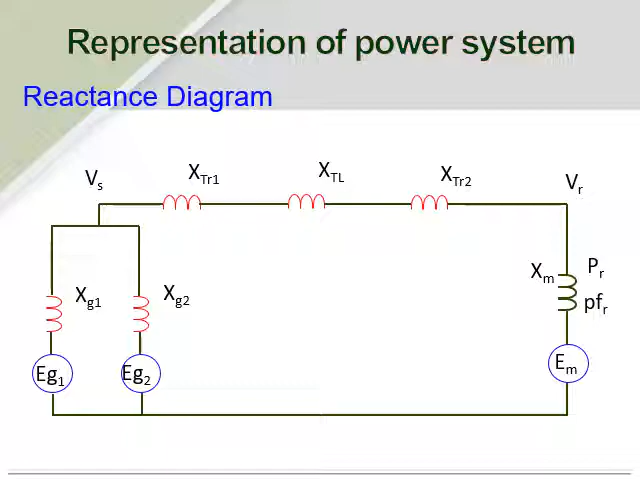 Representation of power system
Reactance Diagram
Vs
XTr1
XTL
XTr2
Vr
Xg1
Xg2
Xm
Pr
pfr
Eg1
Eg2
Em